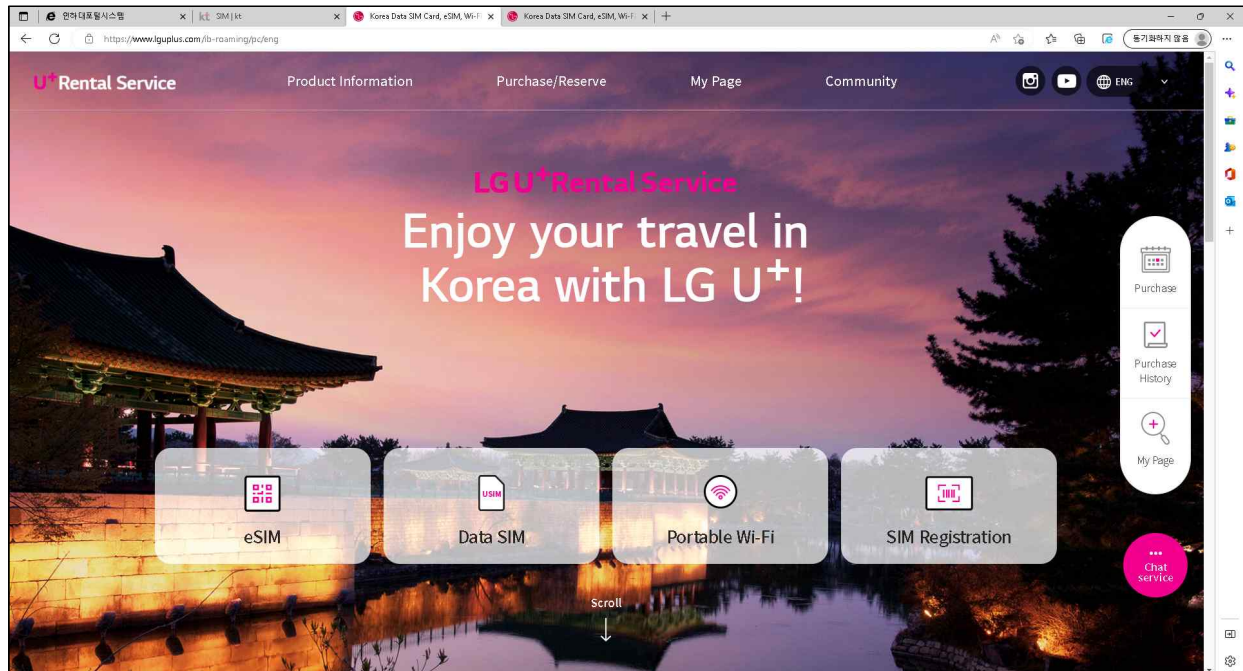 인하대포털시스템
kt SIM | kt
Korea Data SIM Card, eSIM, Wi-Fi
Korea Data SIM Card, eSIM, Wi-Fi
https://www.lguplus.com/ib-roaming/pc/eng
동기화하지 않음
U+Rental Service
Product Information
Purchase/Reserve
My Page
Community
ENG
LG U+Rental Service
Enjoy your travel in
Korea with LG U+!
Purchase
Purchase
History
My Page
eSIM
USIM
Data SIM
Portable Wi-Fi
SIM Registration
Chat
service
Scroll